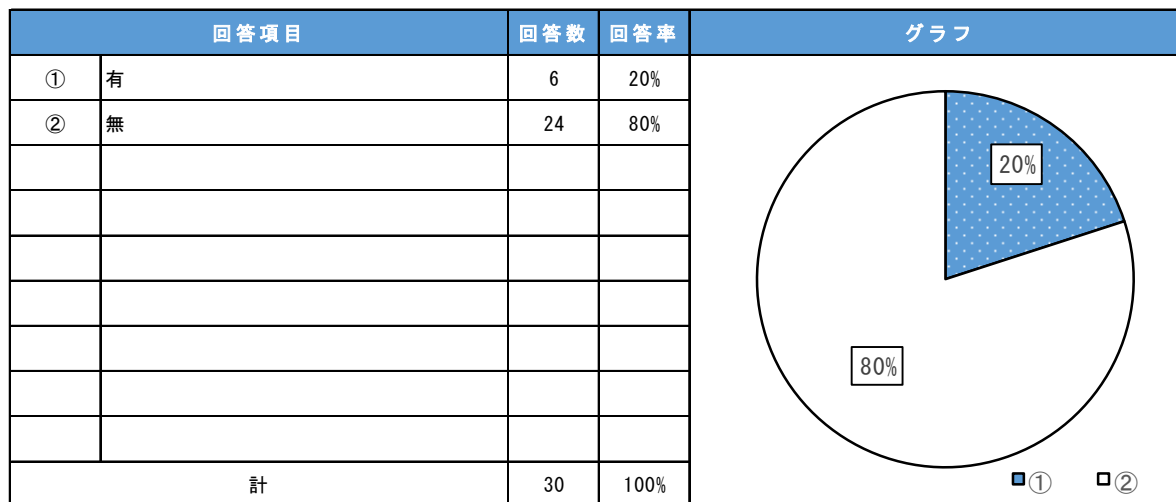 回答項目 回答数 回答率 グラフ
① 有 6 20%
② 無 24 80%
計 30 100%
20%
80%
① ②